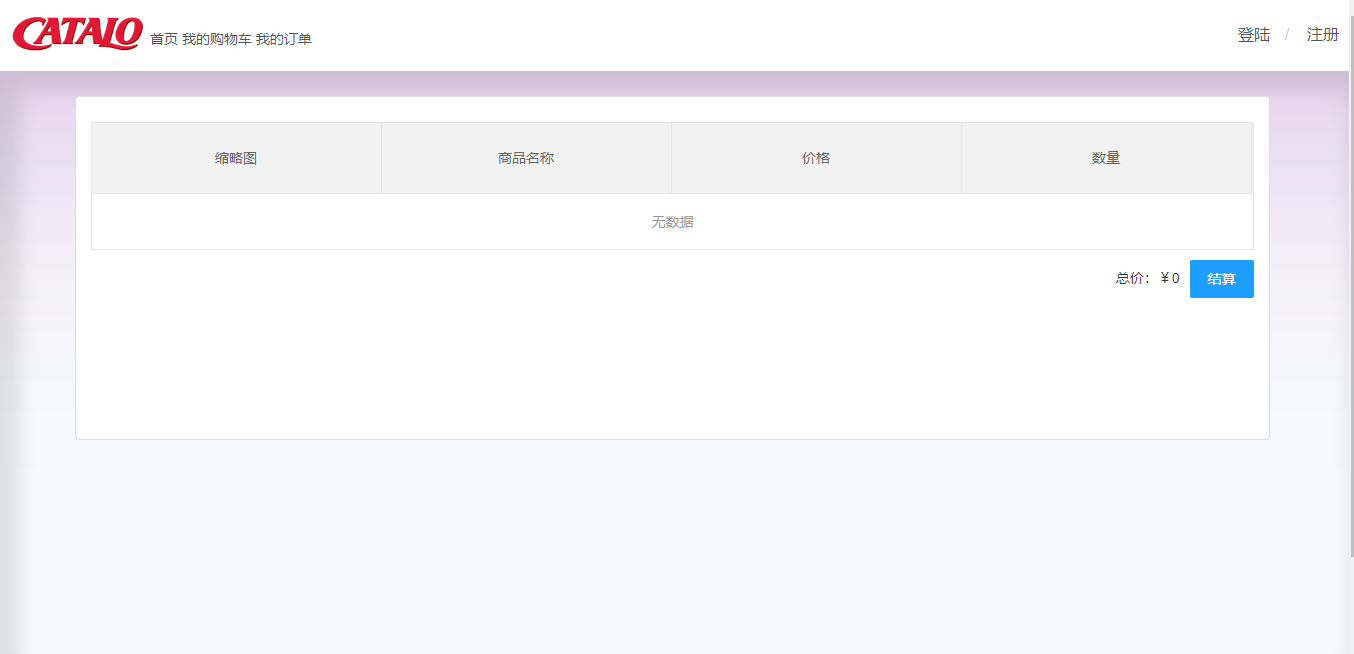 CATALO 首页 我的购物车 我的订单 登陆 / 注册
缩略图 商品名称 价格 数量
无数据
总价：￥0 结算